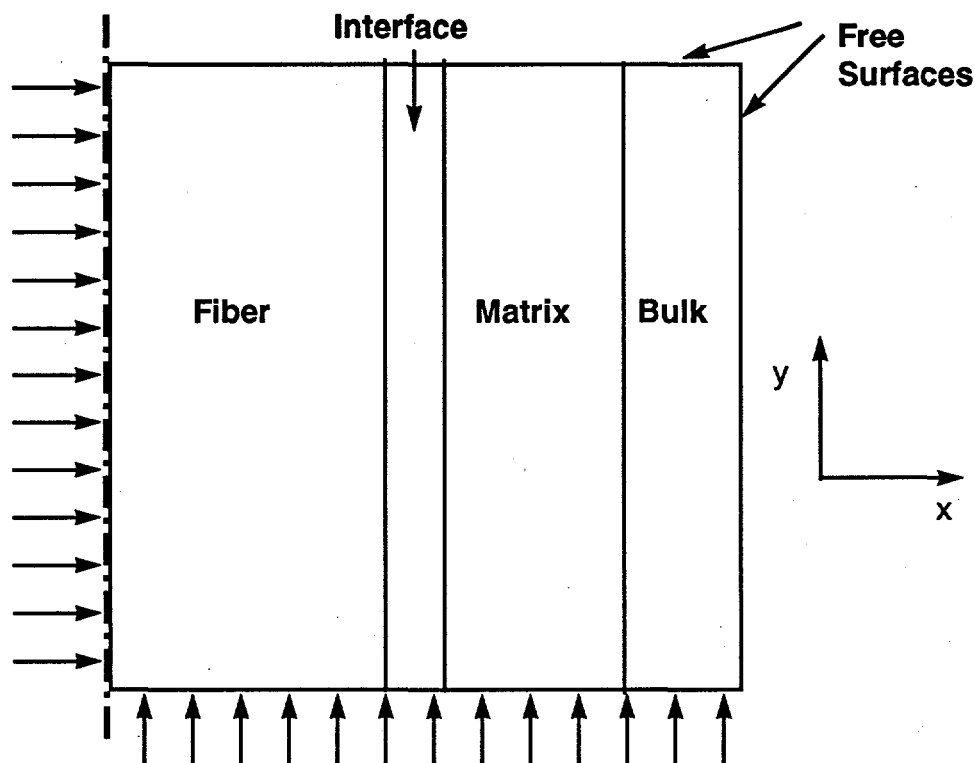 Interface
Free
Surfaces
Fiber
Matrix
Bulk
y
x